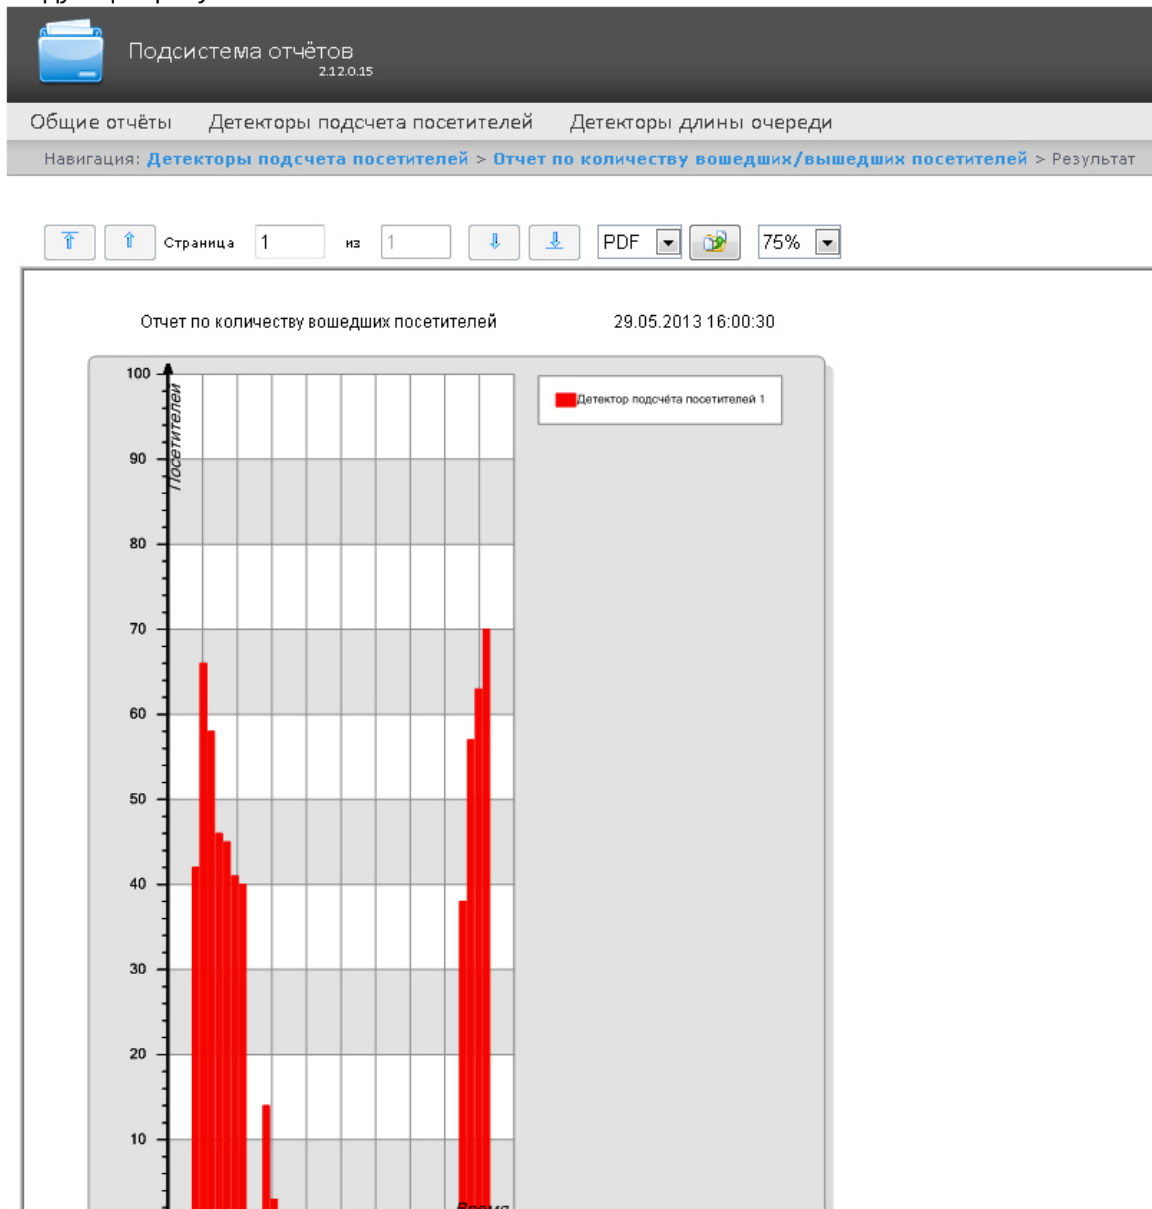 Подсистема отчётов
2.12.0.15
Общие отчёты Детекторы подсчета посетителей Детекторы длины очереди
Навигация: Детекторы подсчета посетителей > Отчет по количеству вошедших/вышедших посетителей > Результат
Страница 1 из 1 PDF 75%
Отчет по количеству вошедших посетителей 29.05.2013 16:00:30
100
Посетителей
Детектор подсчёта посетителей 1
90
80
70
60
50
40
30
20
10
Время